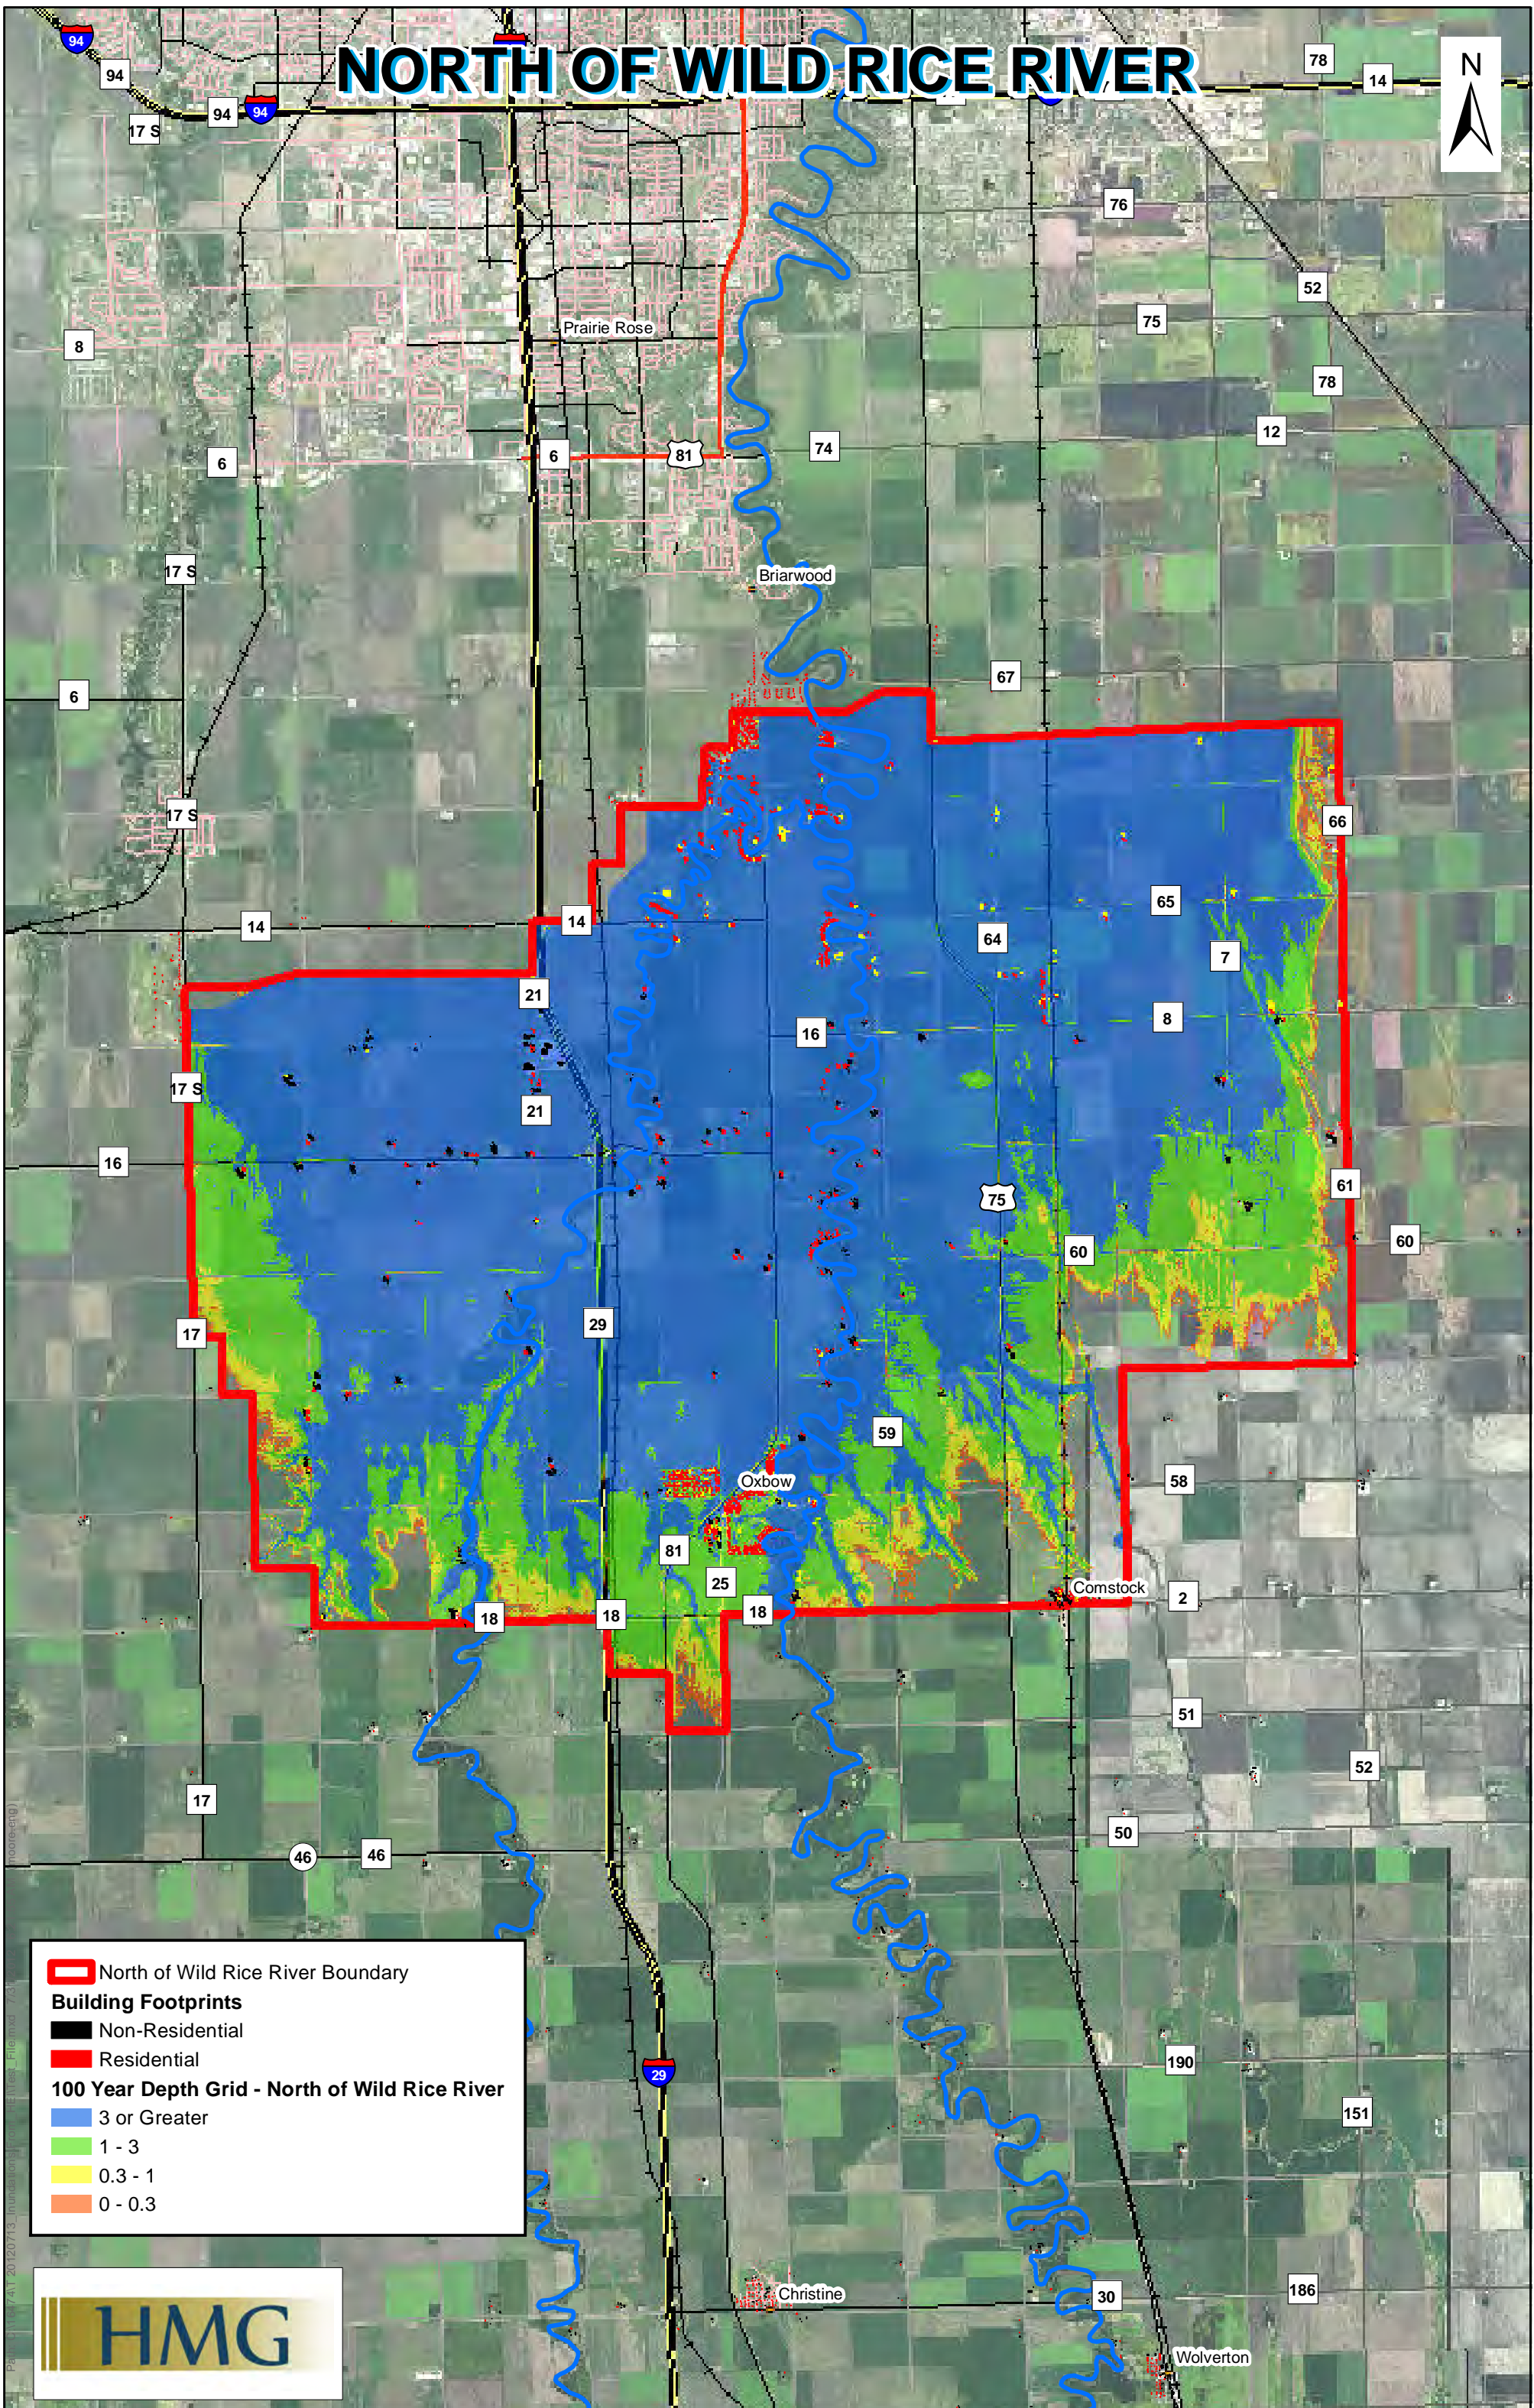 NORTH OF WILD RICE RIVER
N
94
94
94
94
17 S
78
14
76
52
75
8
Prairie Rose
78
12
6
6
81
74
17 S
Briarwood
6
67
17 S
66
65
14
14
64
7
21
8
16
17 S
21
16
61
75
60
60
29
17
59
Oxbow
58
81
25
Comstock
2
18
18
18
51
52
17
50
46
46
190
29
151
186
Christine
30
Wolverton
North of Wild Rice River Boundary
Building Footprints
Non-Residential
Residential
100 Year Depth Grid - North of Wild Rice River
3 or Greater
1 - 3
0.3 - 1
0 - 0.3
HMG